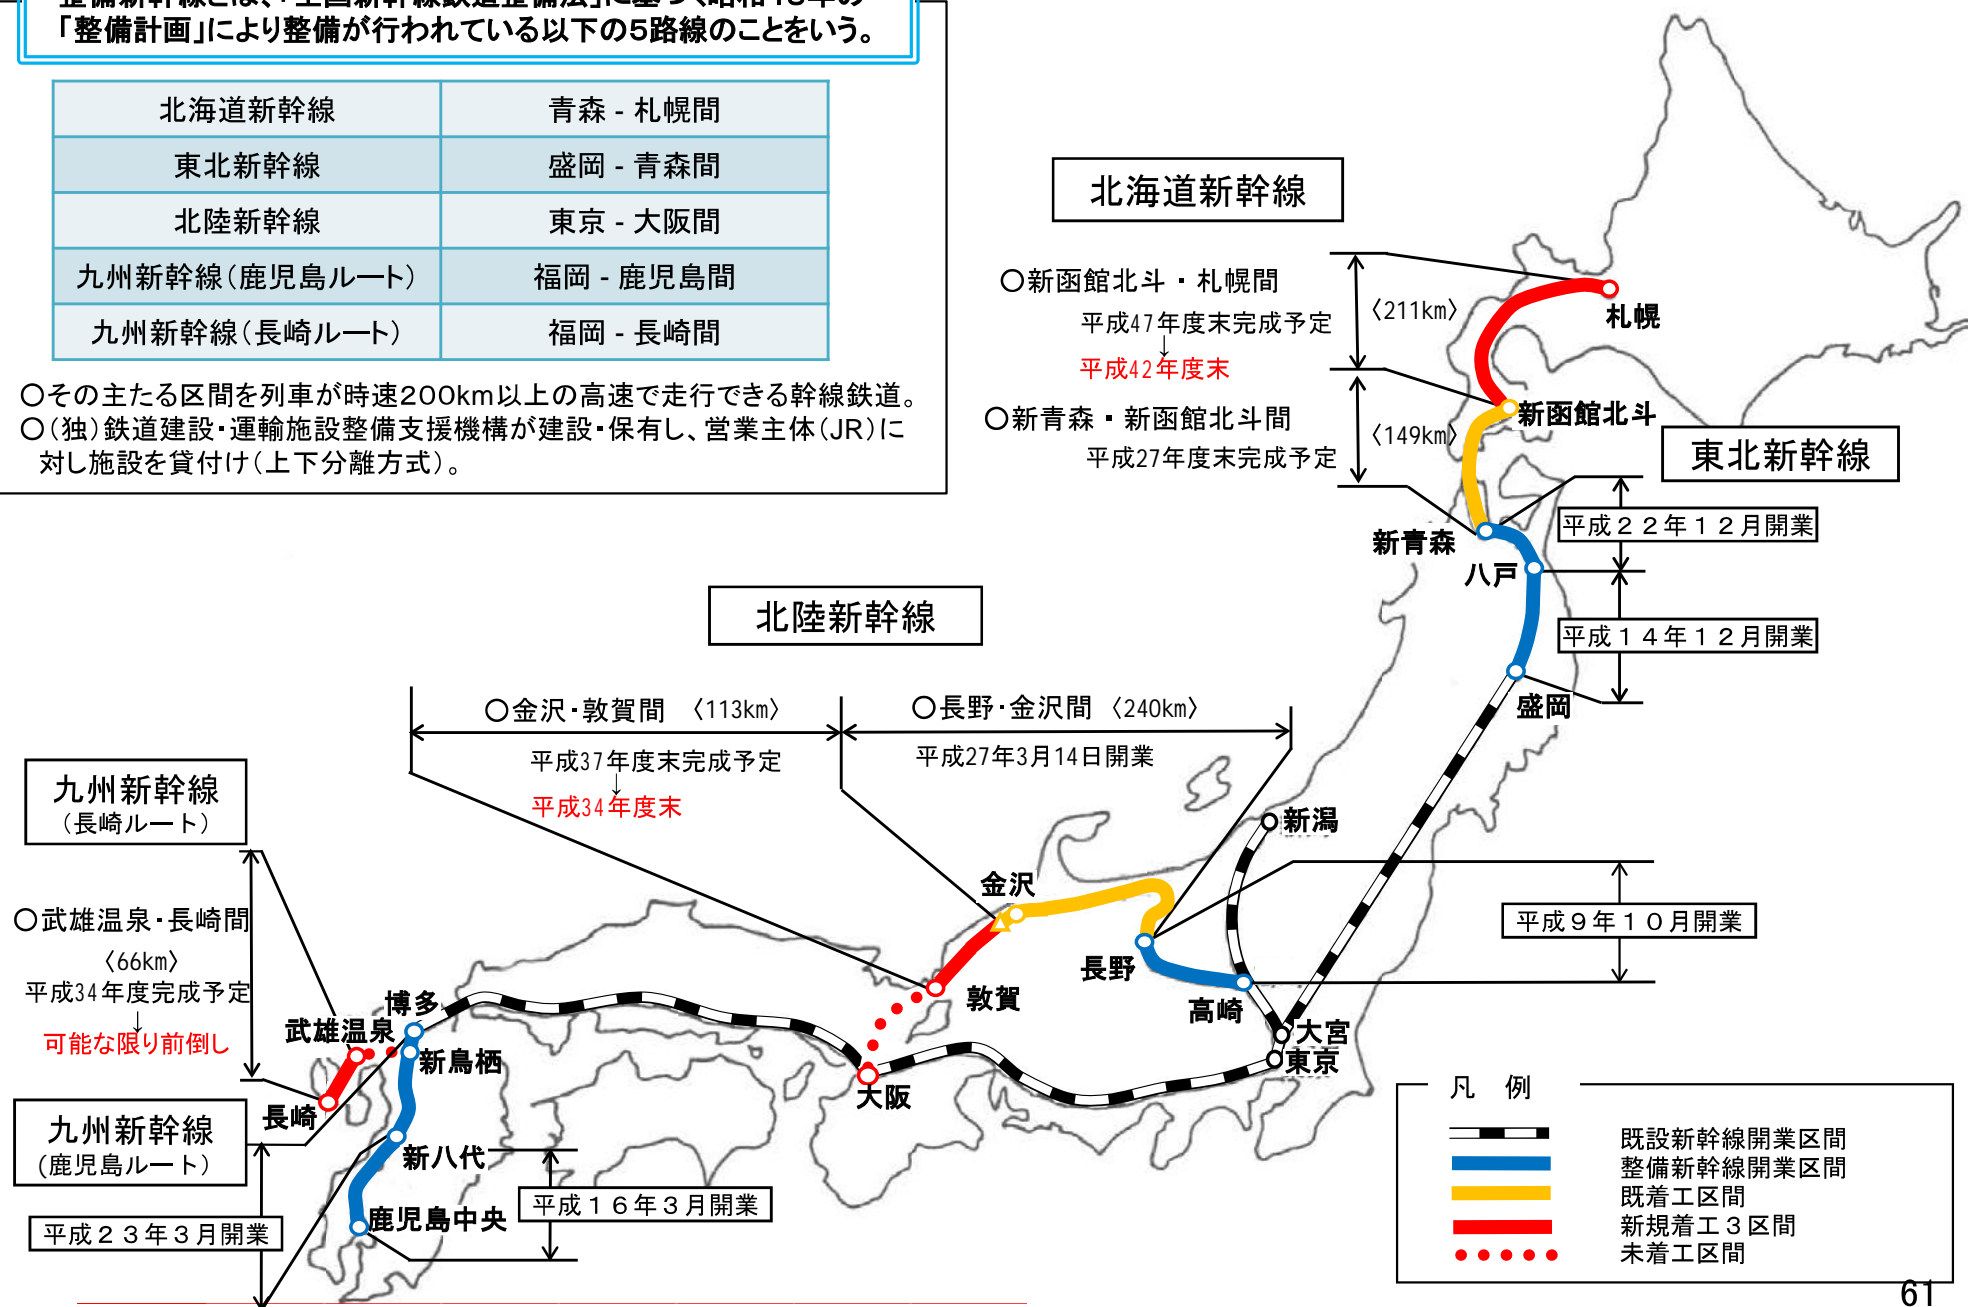 「整備計画」により整備が行われている以下の5路線のことをいう。
北海道新幹線 青森 - 札幌間
東北新幹線 盛岡 - 青森間
北陸新幹線 東京 - 大阪間
九州新幹線(鹿児島ルート) 福岡 - 鹿児島間
九州新幹線(長崎ルート) 福岡 - 長崎間
○その主たる区間を列車が時速200km以上の高速で走行できる幹線鉄道。
○(独)鉄道建設・運輸施設整備支援機構が建設・保有し、営業主体(JR)に
対し施設を貸付け(上下分離方式)。
北海道新幹線
○新函館北斗・札幌間
〈211km〉
平成47年度末完成予定
↓
平成42年度末
札幌
○新青森・新函館北斗間
〈149km〉
平成27年度末完成予定
新函館北斗
東北新幹線
平成22年12月開業
新青森
八戸
平成14年12月開業
盛岡
北陸新幹線
○金沢・敦賀間 〈113km〉
平成37年度末完成予定
↓
平成34年度末
○長野・金沢間 〈240km〉
平成27年3月14日開業
新潟
金沢
平成9年10月開業
長野
高崎
敦賀
大宮
東京
大阪
九州新幹線
(長崎ルート)
○武雄温泉・長崎間
〈66km〉
平成34年度完成予定
↓
可能な限り前倒し
博多
武雄温泉
新鳥栖
長崎
九州新幹線
(鹿児島ルート)
新八代
平成16年3月開業
鹿児島中央
平成23年3月開業
凡 例
既設新幹線開業区間
整備新幹線開業区間
既着工区間
新規着工3区間
未着工区間
61